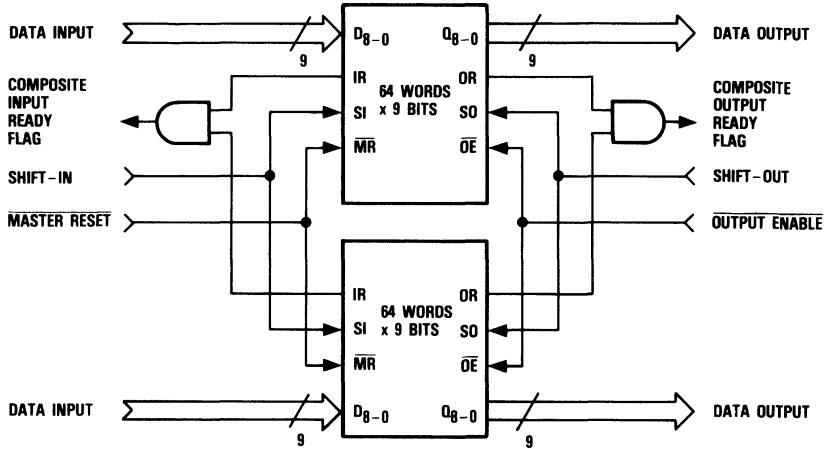 DATA INPUT
9
D8-0
Q8-0
9
DATA OUTPUT
COMPOSITE
INPUT
READY
FLAG
IR
OR
64 WORDS
x 9 BITS
SI
SO
MR
OE
COMPOSITE
OUTPUT
READY
FLAG
SHIFT-IN
SHIFT-OUT
MASTER RESET
OUTPUT ENABLE
IR
OR
64 WORDS
x 9 BITS
SI
SO
MR
OE
DATA INPUT
9
D8-0
Q8-0
9
DATA OUTPUT